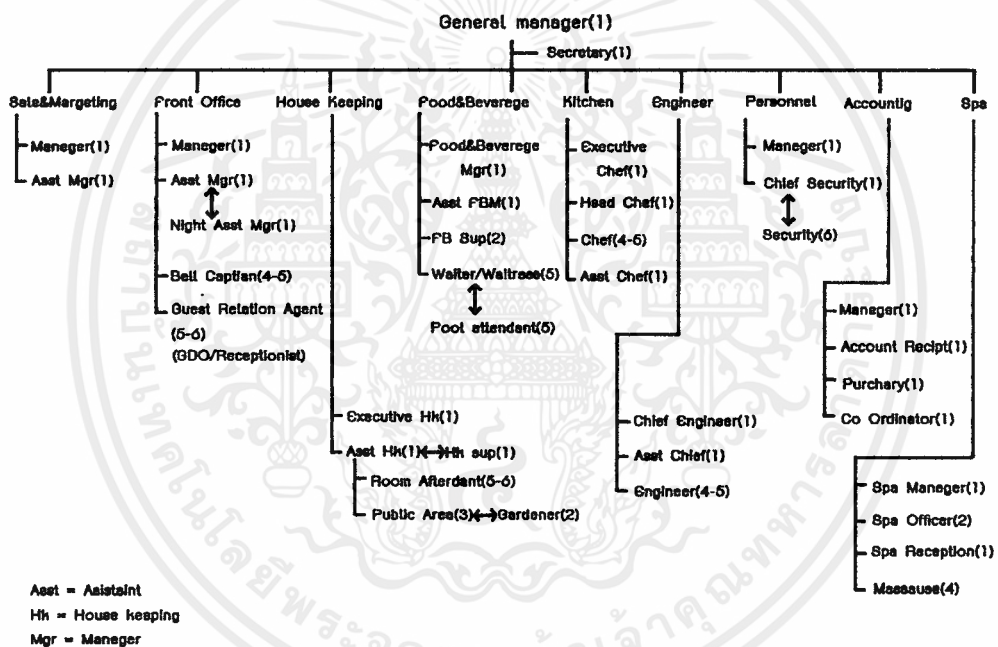 General manager(1)
Secretary(1)
Sale&Margeting
Maneger(1)
Asst Mgr(1)
Front Office
Maneger(1)
Asst Mgr(1)
Night Asst Mgr(1)
Bell Captian(4-5)
Guest Relation Agent
(5-6)
(GDO/Receptionist)
House Keeping
Executive Hk(1)
Asst Hk(1)↔Hk sup(1)
Room Afterdant(5-6)
Public Area(3)↔Gardener(2)
Food&Beverege
Food&Beverege
Mgr(1)
Asst FBM(1)
FB Sup(2)
Waiter/Waitress(5)
Pool attendant(5)
Kitchen
Executive
Chef(1)
Head Chef(1)
Chef(4-5)
Asst Chef(1)
Engineer
Chief Engineer(1)
Asst Chief(1)
Engineer(4-5)
Personnel
Maneger(1)
Chief Security(1)
Security(6)
Accountig
Maneger(1)
Account Recipt(1)
Purchary(1)
Co Ordinator(1)
Spa
Spa Maneger(1)
Spa Officer(2)
Spa Reception(1)
Massause(4)
Asst = Asistaint
Hk = House keeping
Mgr = Maneger